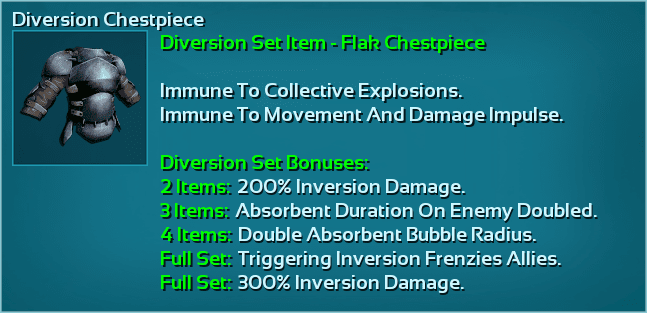 Diversion Chestpiece
Diversion Set Item - Flak Chestpiece
Immune To Collective Explosions.
Immune To Movement And Damage Impulse.
Diversion Set Bonuses:
2 Items: 200% Inversion Damage.
3 Items: Absorbent Duration On Enemy Doubled.
4 Items: Double Absorbent Bubble Radius.
Full Set: Triggering Inversion Frenzies Allies.
Full Set: 300% Inversion Damage.